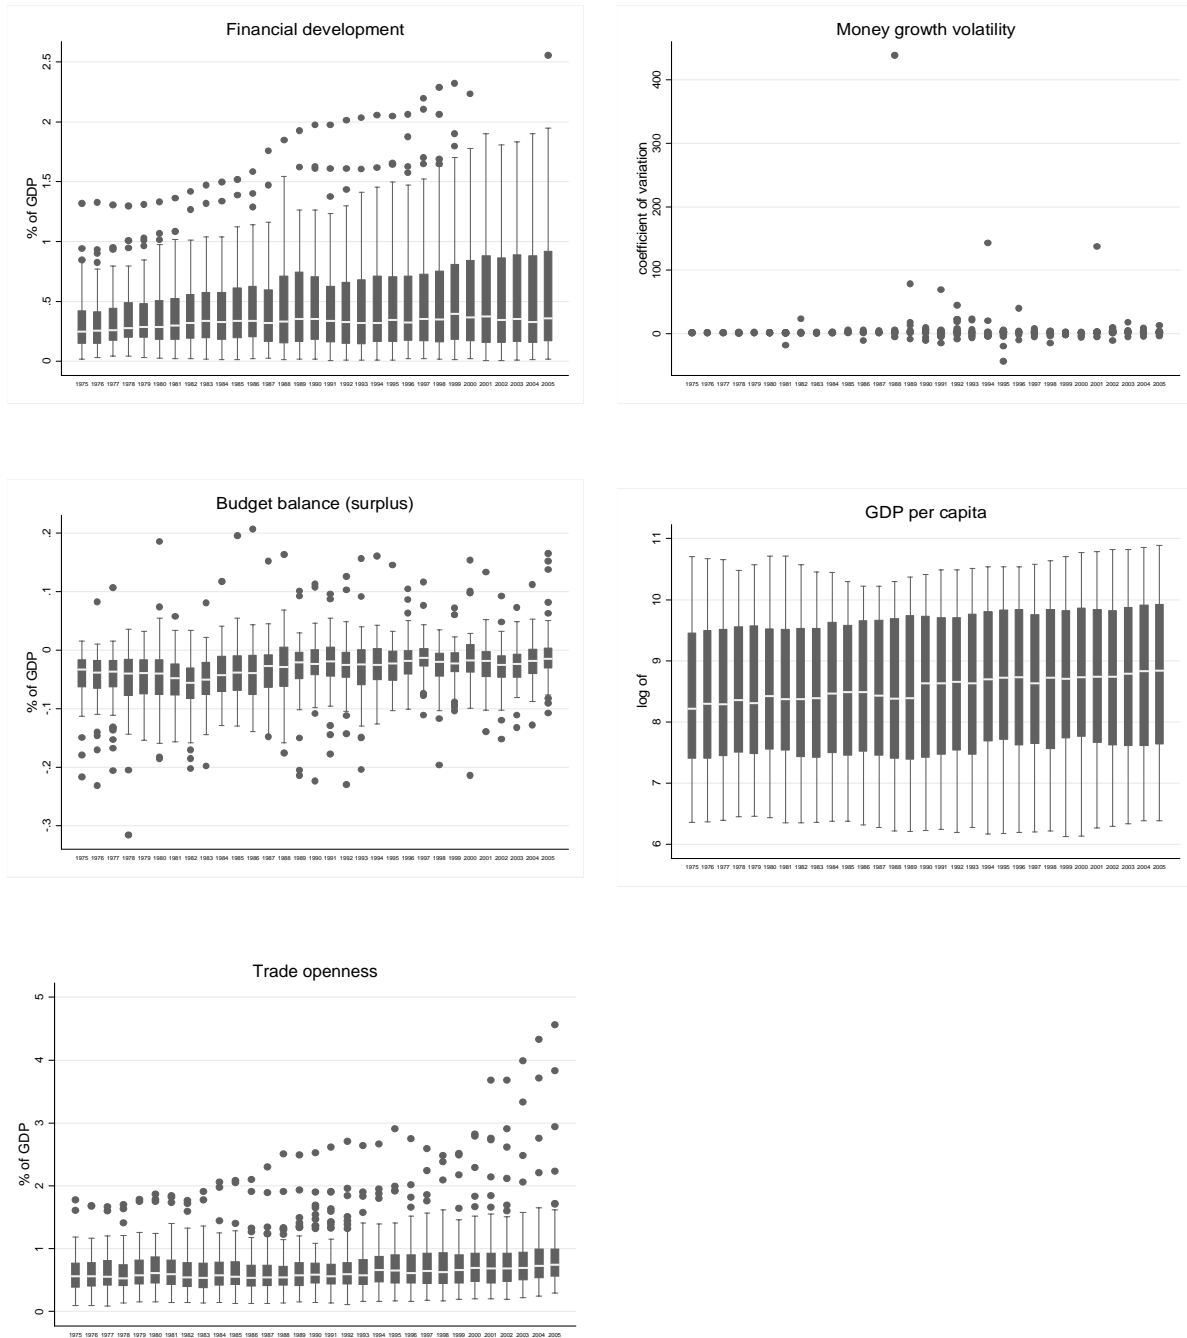 Financial development
% of GDP
2.5
2
1.5
1
.5
0
1975 1976 1977 1978 1979 1980 1981 1982 1983 1984 1985 1986 1987 1988 1989 1990 1991 1992 1993 1994 1995 1996 1997 1998 1999 2000 2001 2002 2003 2004 2005
Money growth volatility
coefficient of variation
400
300
200
100
0
1975 1976 1977 1978 1979 1980 1981 1982 1983 1984 1985 1986 1987 1988 1989 1990 1991 1992 1993 1994 1995 1996 1997 1998 1999 2000 2001 2002 2003 2004 2005
Budget balance (surplus)
% of GDP
.2
.1
0
-.1
-.2
-.3
1975 1976 1977 1978 1979 1980 1981 1982 1983 1984 1985 1986 1987 1988 1989 1990 1991 1992 1993 1994 1995 1996 1997 1998 1999 2000 2001 2002 2003 2004 2005
GDP per capita
log of
11
10
9
8
7
6
1975 1976 1977 1978 1979 1980 1981 1982 1983 1984 1985 1986 1987 1988 1989 1990 1991 1992 1993 1994 1995 1996 1997 1998 1999 2000 2001 2002 2003 2004 2005
Trade openness
% of GDP
5
4
3
2
1
0
1975 1976 1977 1978 1979 1980 1981 1982 1983 1984 1985 1986 1987 1988 1989 1990 1991 1992 1993 1994 1995 1996 1997 1998 1999 2000 2001 2002 2003 2004 2005